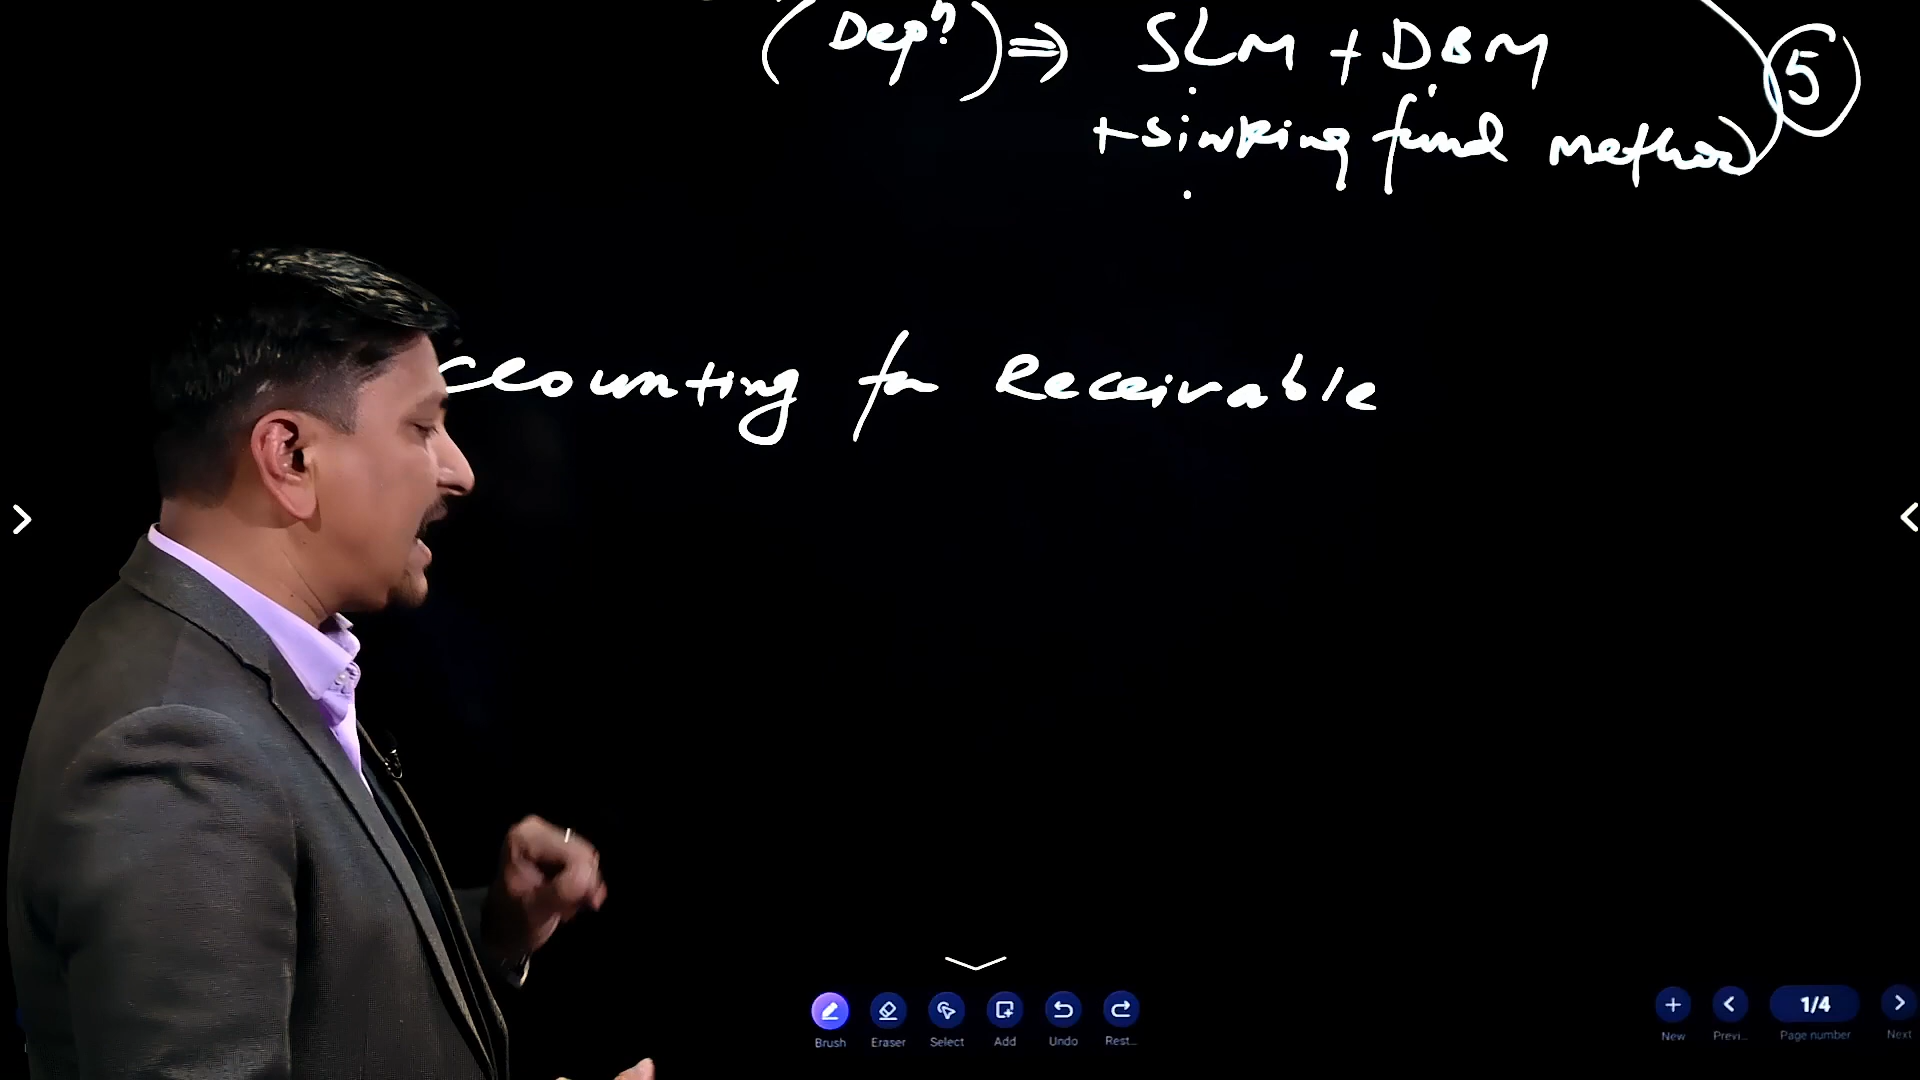 (Depn) ⇒ SLM + DBM
+ sinking fund method
5
ccounting for Receivable
Brush Eraser Select Add Undo Rest...
New Previ... 1/4 Page number Next